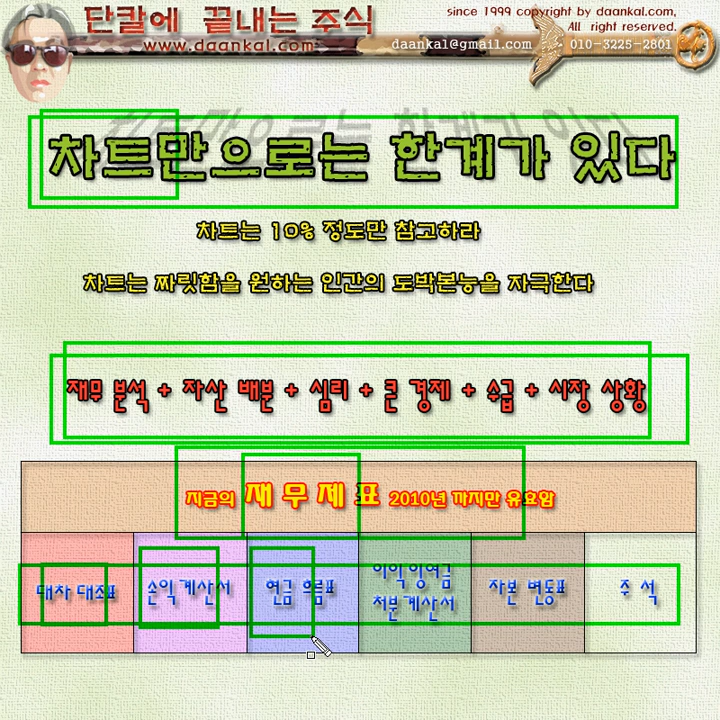 단칼에 끝내는 주식
www.daankal.com
since 1999 copyright by daankal.com,
All right reserved.
daankal@gmail.com 010-3225-2801
차트만으로는 한계가 있다
차트는 10% 정도만 참고하라
차트는 짜릿함을 원하는 인간의 도박본능을 자극한다
재무 분석 + 자산 배분 + 심리 + 큰 경제 + 수급 + 시장 상황
지금의 재 무 제 표 2010년 까지만 유효함
대차 대조표
손익 계산서
현금 흐름표
이익 잉여금
처분 계산서
자본 변동표
주 석